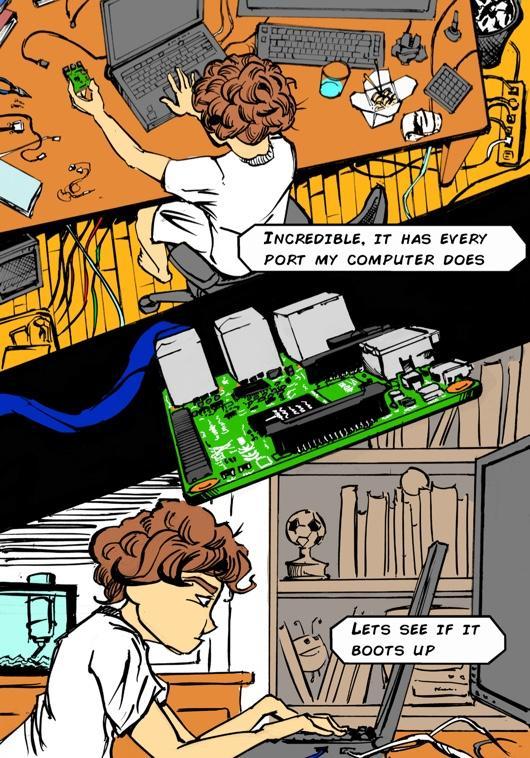 INCREDIBLE, IT HAS EVERY
PORT MY COMPUTER DOES
LETS SEE IF IT
BOOTS UP